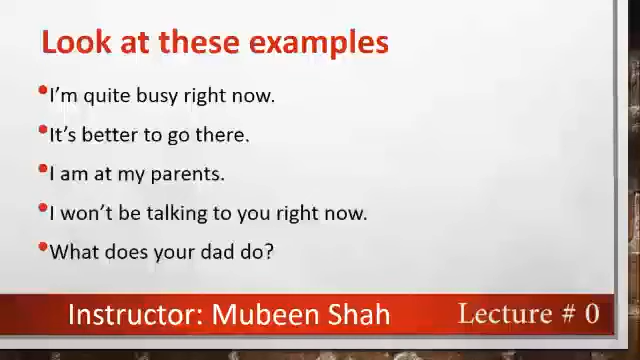 Look at these examples
•I'm quite busy right now.
•It's better to go there.
•I am at my parents.
•I won't be talking to you right now.
•What does your dad do?
Instructor: Mubeen Shah
Lecture # 0